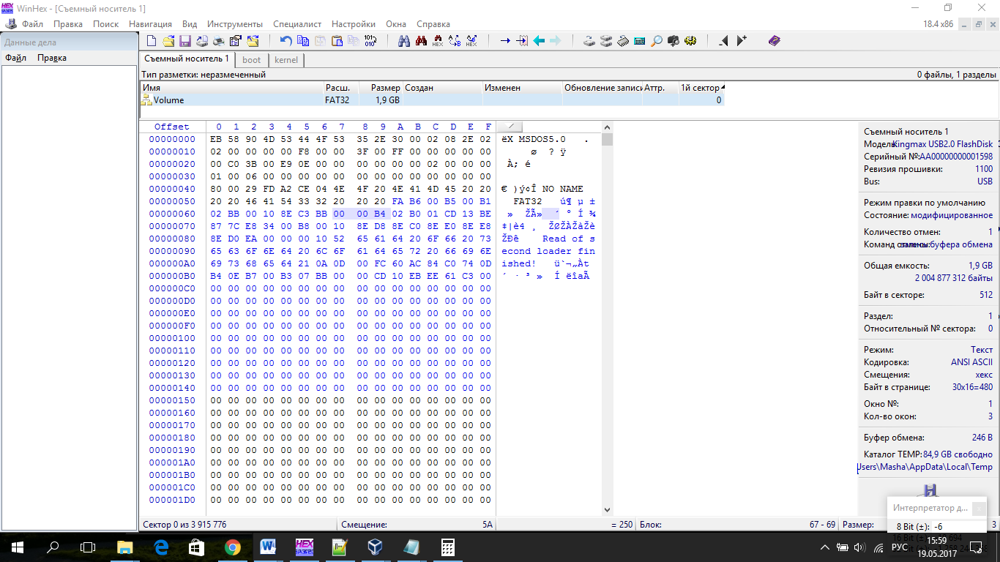 WinHex - [Съемный носитель 1]
Файл Правка Поиск Навигация Вид Инструменты Специалист Настройки Окна Справка 18.4 x86
Данные дела
Файл Правка
Съемный носитель 1 boot kernel
Тип разметки: неразмеченный 0 файлы, 1 разделы
Имя Расш. Размер Создан Изменен Обновление записи Аттр. 1й сектор
Volume FAT32 1,9 GB 0
Offset 0 1 2 3 4 5 6 7 8 9 A B C D E F
00000000 EB 58 90 4D 53 44 4F 53 35 2E 30 00 02 08 2E 02 ëX MSDOS5.0 .
00000010 02 00 00 00 00 F8 00 00 3F 00 FF 00 00 00 00 00 ø ? ÿ
00000020 00 C0 3B 00 E9 0E 00 00 00 00 00 00 02 00 00 00 À; é
00000030 01 00 06 00 00 00 00 00 00 00 00 00 00 00 00 00
00000040 80 00 29 FD A2 CE 04 4E 4F 20 4E 41 4D 45 20 20 € )ý¢Î NO NAME
00000050 20 20 46 41 54 33 32 20 20 20 FA B6 00 B5 00 B1 FAT32 ú¶ µ ±
00000060 02 BB 00 10 8E C3 BB 00 00 B4 02 B0 01 CD 13 BE » ŽÃ» ´ ° Í ¾
00000070 87 7C E8 34 00 B8 00 10 8E D8 8E C0 8E E0 8E E8 ‡|è4 ¸ ŽØŽÀŽàŽè
00000080 8E D0 EA 00 00 00 10 52 65 61 64 20 6F 66 20 73 ŽÐê Read of s
00000090 65 63 6F 6E 64 20 6C 6F 61 64 65 72 20 66 69 6E econd loader fin
000000A0 69 73 68 65 64 21 0A 0D 00 FC 60 AC 84 C0 74 0D ished! ü`¬„Àt
000000B0 B4 0E B7 00 B3 07 BB 00 00 CD 10 EB EE 61 C3 00 ´ · ³ » Í ëîaÃ
000000C0 00 00 00 00 00 00 00 00 00 00 00 00 00 00 00 00
000000D0 00 00 00 00 00 00 00 00 00 00 00 00 00 00 00 00
000000E0 00 00 00 00 00 00 00 00 00 00 00 00 00 00 00 00
000000F0 00 00 00 00 00 00 00 00 00 00 00 00 00 00 00 00
00000100 00 00 00 00 00 00 00 00 00 00 00 00 00 00 00 00
00000110 00 00 00 00 00 00 00 00 00 00 00 00 00 00 00 00
00000120 00 00 00 00 00 00 00 00 00 00 00 00 00 00 00 00
00000130 00 00 00 00 00 00 00 00 00 00 00 00 00 00 00 00
00000140 00 00 00 00 00 00 00 00 00 00 00 00 00 00 00 00
00000150 00 00 00 00 00 00 00 00 00 00 00 00 00 00 00 00
00000160 00 00 00 00 00 00 00 00 00 00 00 00 00 00 00 00
00000170 00 00 00 00 00 00 00 00 00 00 00 00 00 00 00 00
00000180 00 00 00 00 00 00 00 00 00 00 00 00 00 00 00 00
00000190 00 00 00 00 00 00 00 00 00 00 00 00 00 00 00 00
000001A0 00 00 00 00 00 00 00 00 00 00 00 00 00 00 00 00
000001B0 00 00 00 00 00 00 00 00 00 00 00 00 00 00 00 00
000001C0 00 00 00 00 00 00 00 00 00 00 00 00 00 00 00 00
000001D0 00 00 00 00 00 00 00 00 00 00 00 00 00 00 00 00
Съемный носитель 1
Модель: Kingmax USB2.0 FlashDisk
Серийный №: AA00000000001598
Ревизия прошивки: 1100
Bus: USB
Режим правки по умолчанию
Состояние: модифицированное
Количество отмен: 1
Команд отмены: буфера обмена
Общая емкость: 1,9 GB
2 004 877 312 байты
Байт в секторе: 512
Раздел: 1
Относительный № сектора: 0
Режим: Текст
Кодировка: ANSI ASCII
Смещения: хекс
Байт в странице: 30x16=480
Окно №: 1
Кол-во окон: 3
Буфер обмена: 246 B
Каталог TEMP: 84,9 GB свободно
Users\Masha\AppData\Local\Temp
Интерпретатор д...
8 Bit (±): -6
Сектор 0 из 3 915 776 Смещение: 5A = 250 Блок: 67 - 69 Размер: 3
РУС 15:59
19.05.2017